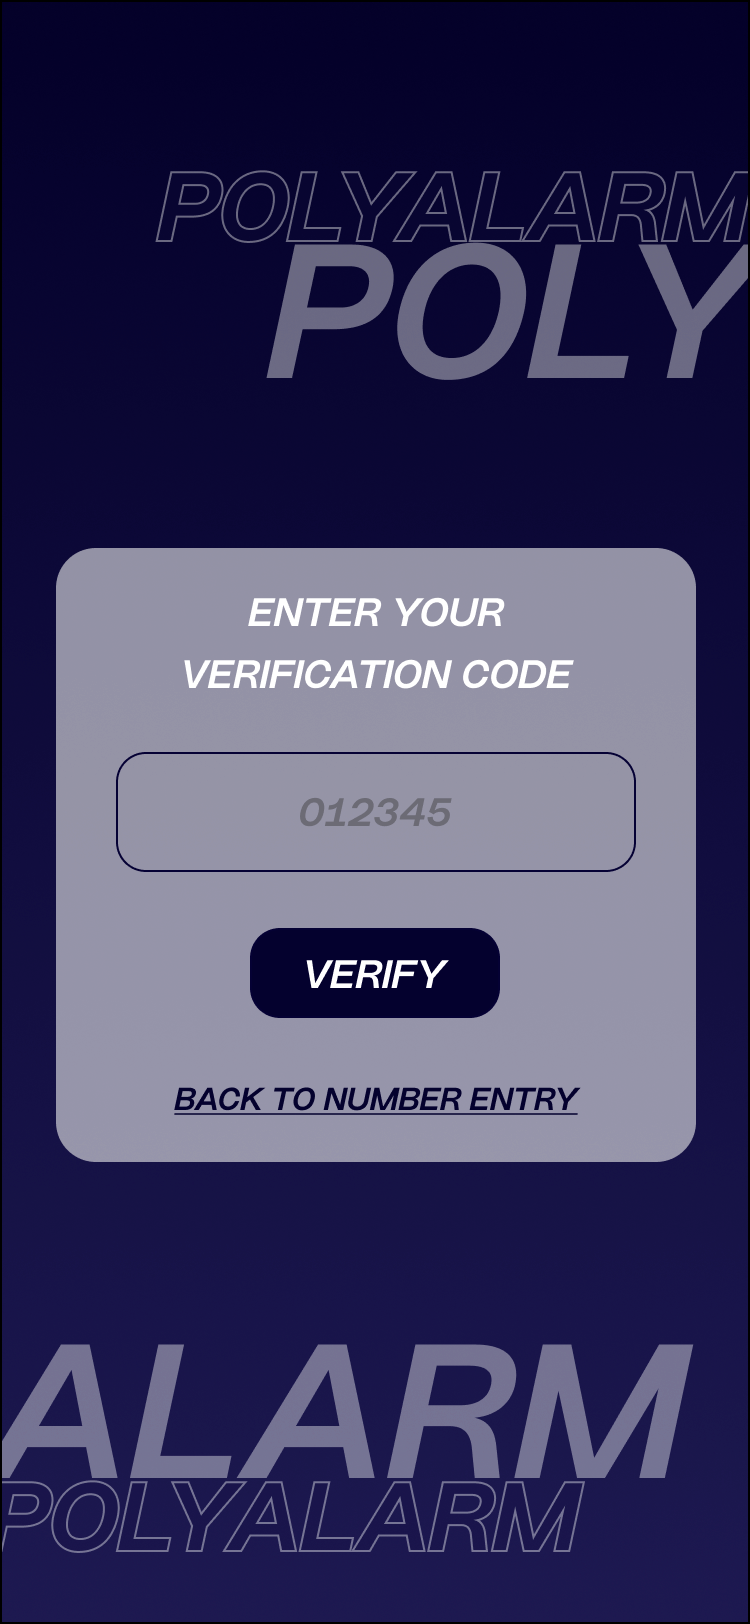 POLYALARM
POLY
ENTER YOUR
VERIFICATION CODE
012345
VERIFY
BACK TO NUMBER ENTRY
ALARM
POLYALARM